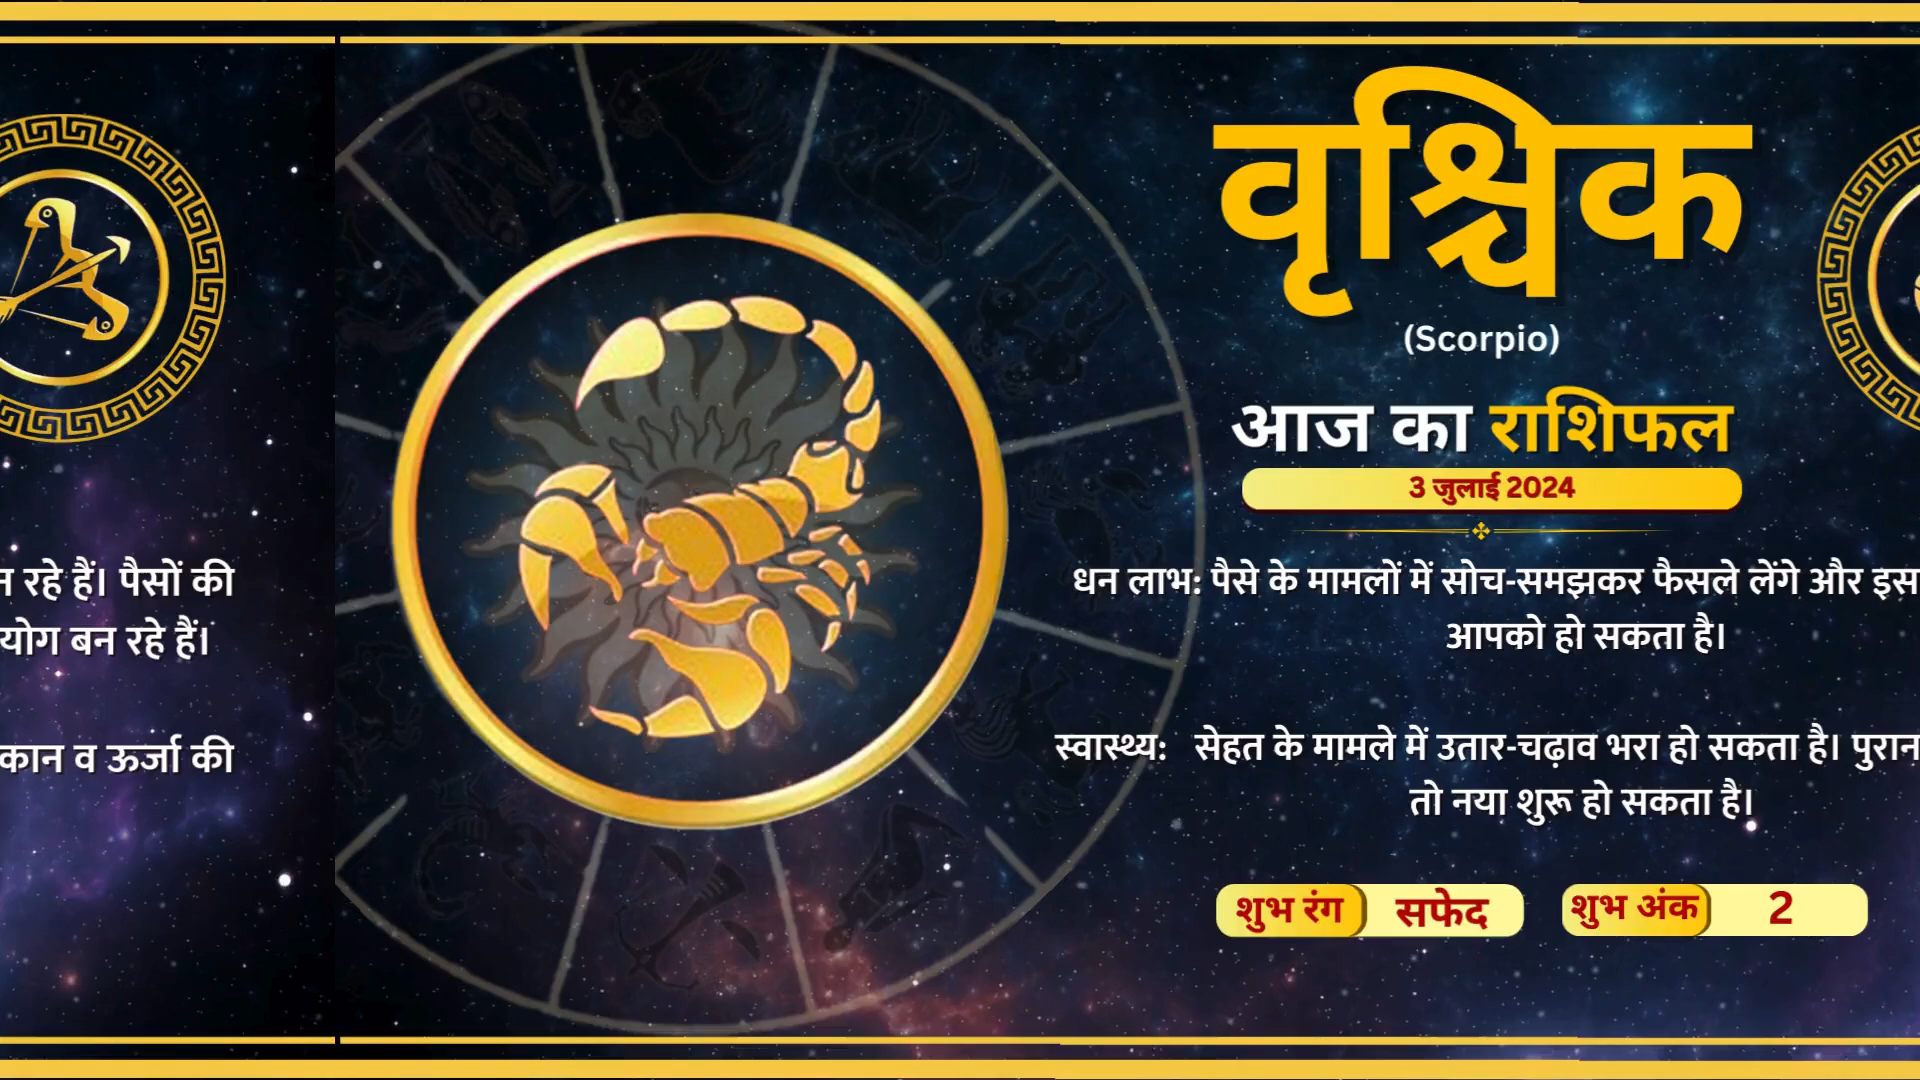 रहे हैं। पैसों की
योग बन रहे हैं।
व ऊर्जा की
वृश्चिक
(Scorpio)
आज का राशिफल
3 जुलाई 2024
धन लाभ: पैसे के मामलों में सोच-समझकर फैसले लेंगे और इस
आपको हो सकता है।
स्वास्थ्य: सेहत के मामले में उतार-चढ़ाव भरा हो सकता है।
तो नया शुरू हो सकता है।
शुभ रंग सफेद
शुभ अंक 2